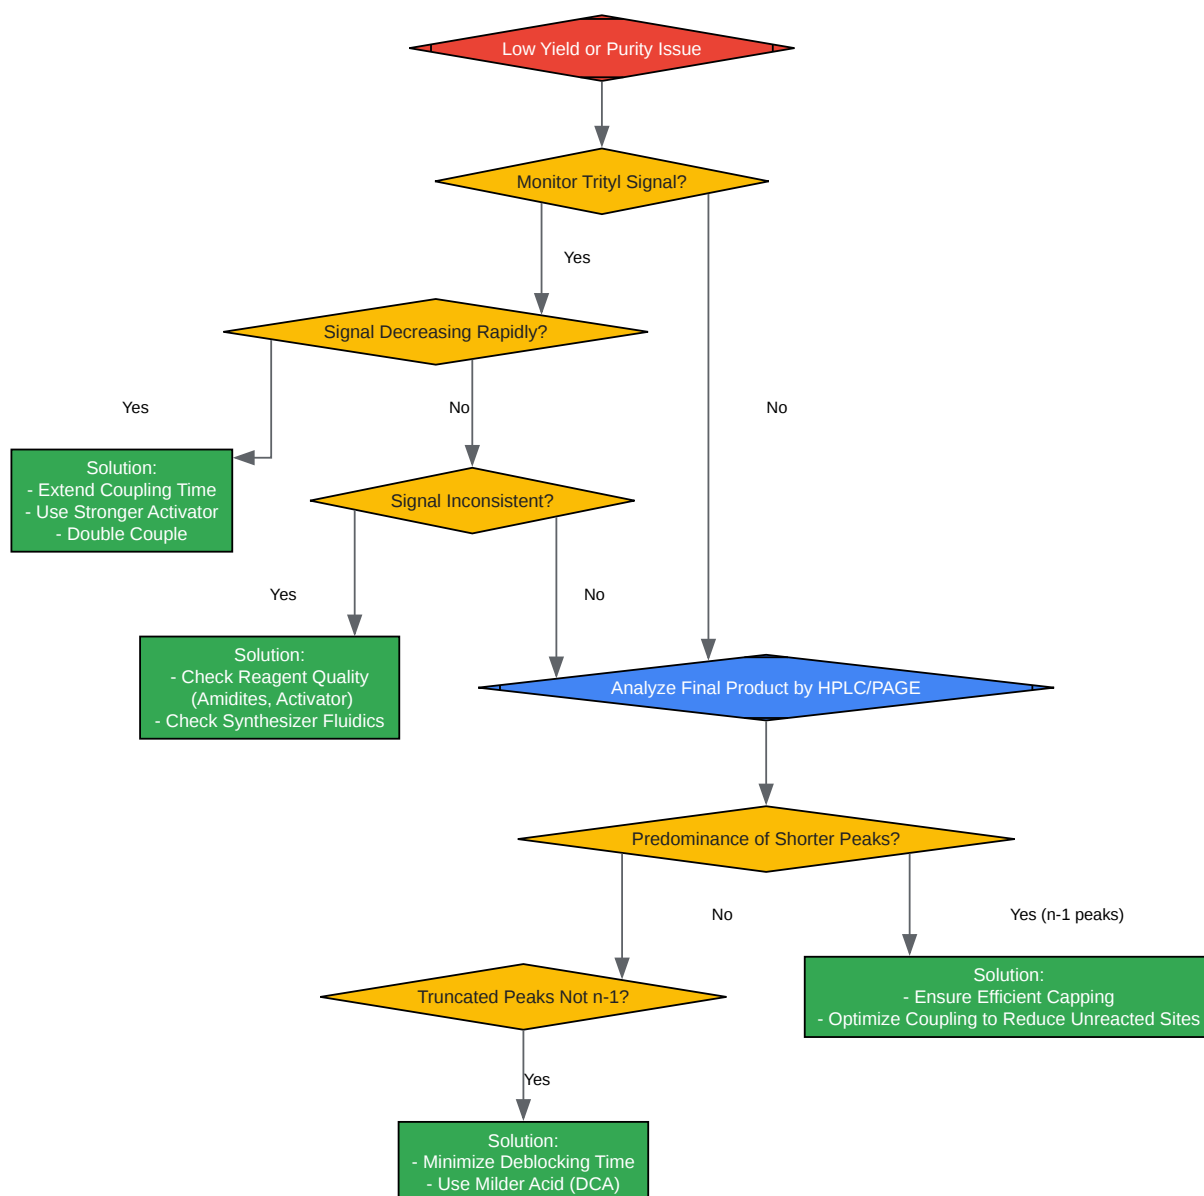 Low Yield or Purity Issue
Monitor Trityl Signal?
Yes
Signal Decreasing Rapidly?
Yes
No
No
Solution:
- Extend Coupling Time
- Use Stronger Activator
- Double Couple
Signal Inconsistent?
Yes
No
Solution:
- Check Reagent Quality
(Amidites, Activator)
- Check Synthesizer Fluidics
Analyze Final Product by HPLC/PAGE
Predominance of Shorter Peaks?
No
Yes (n-1 peaks)
Solution:
- Ensure Efficient Capping
- Optimize Coupling to Reduce Unreacted Sites
Truncated Peaks Not n-1?
Yes
Solution:
- Minimize Deblocking Time
- Use Milder Acid (DCA)